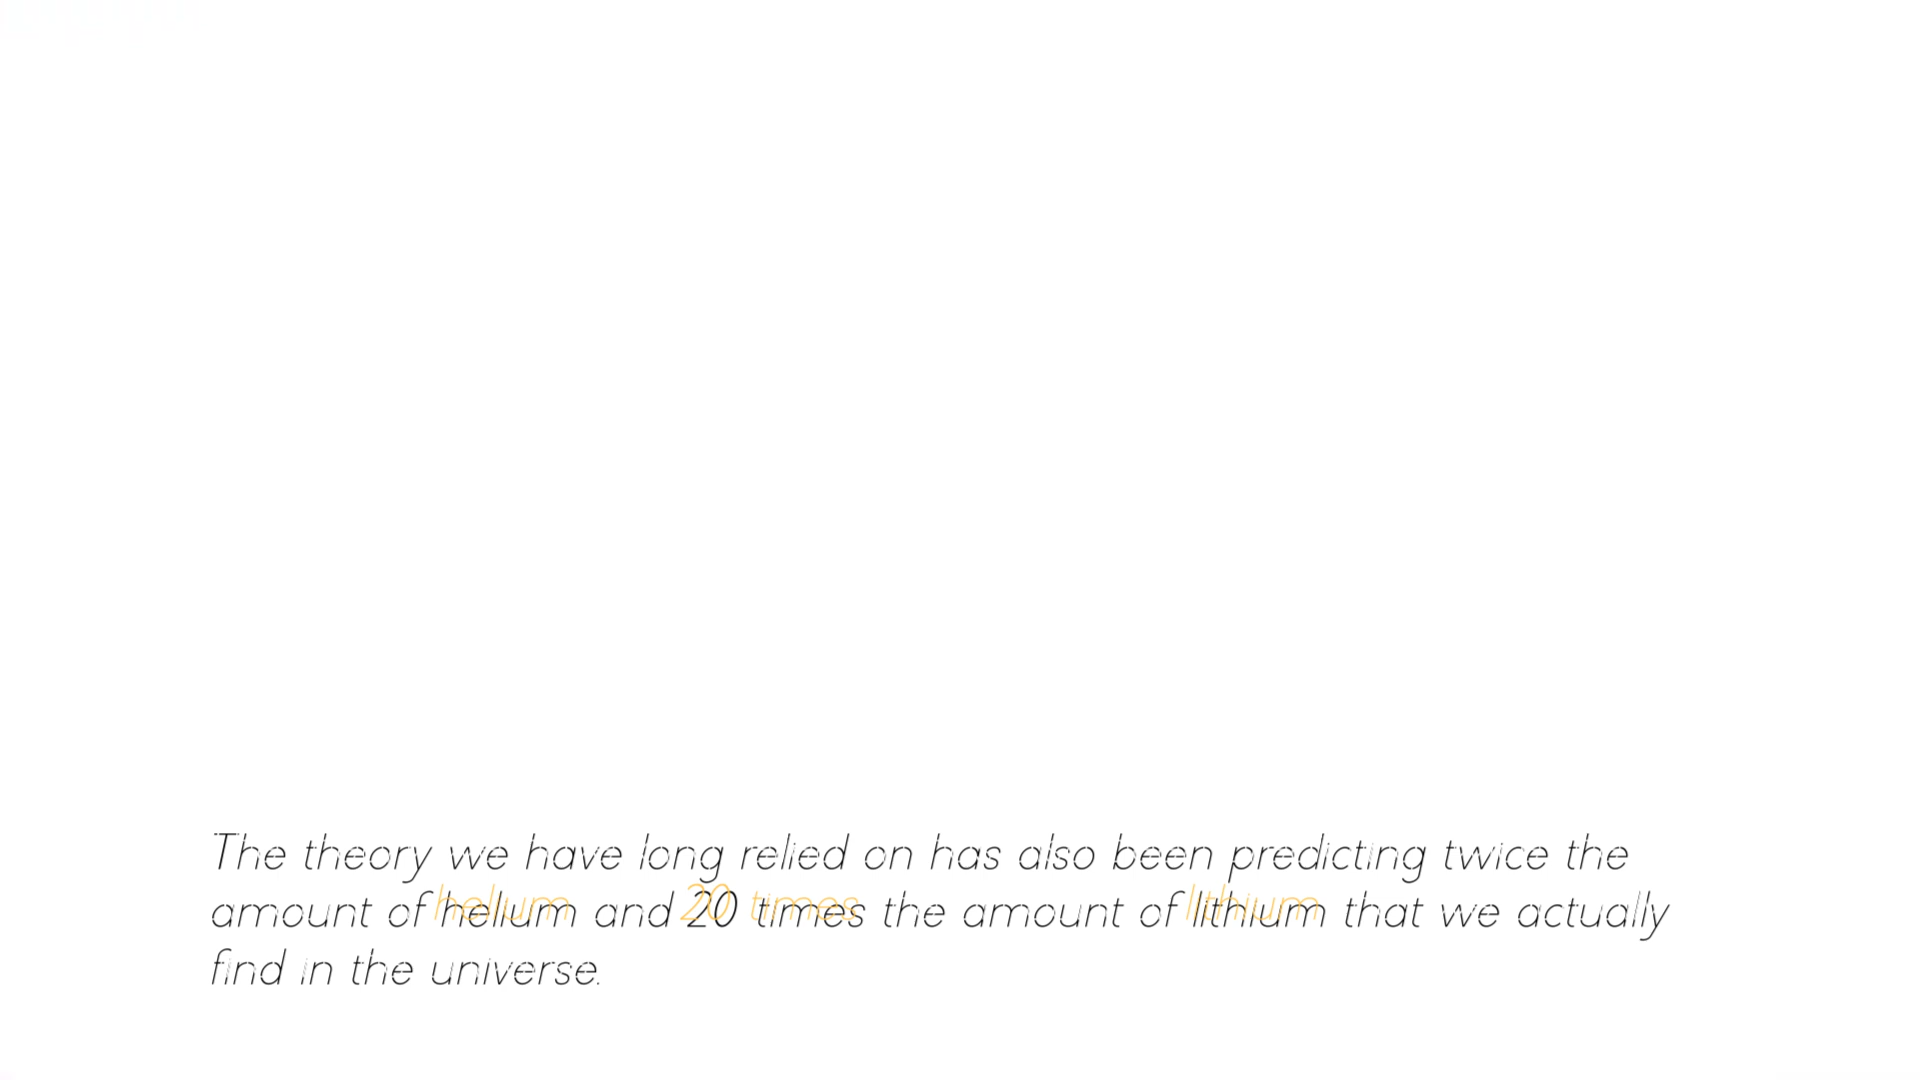 The theory we have long relied on has also been predicting twice the
amount of helium and 20 times the amount of lithium that we actually
find in the universe.